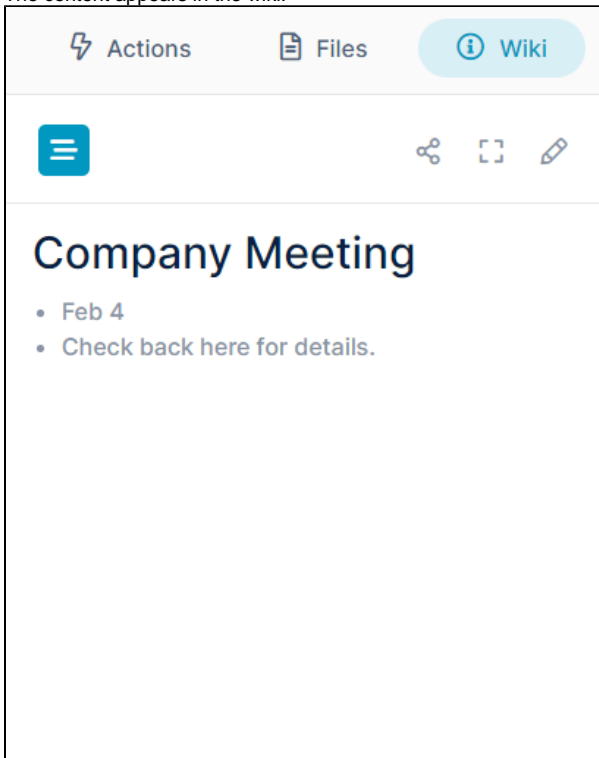 The content appears in the wiki.
Actions Files Wiki
Company Meeting
• Feb 4
• Check back here for details.